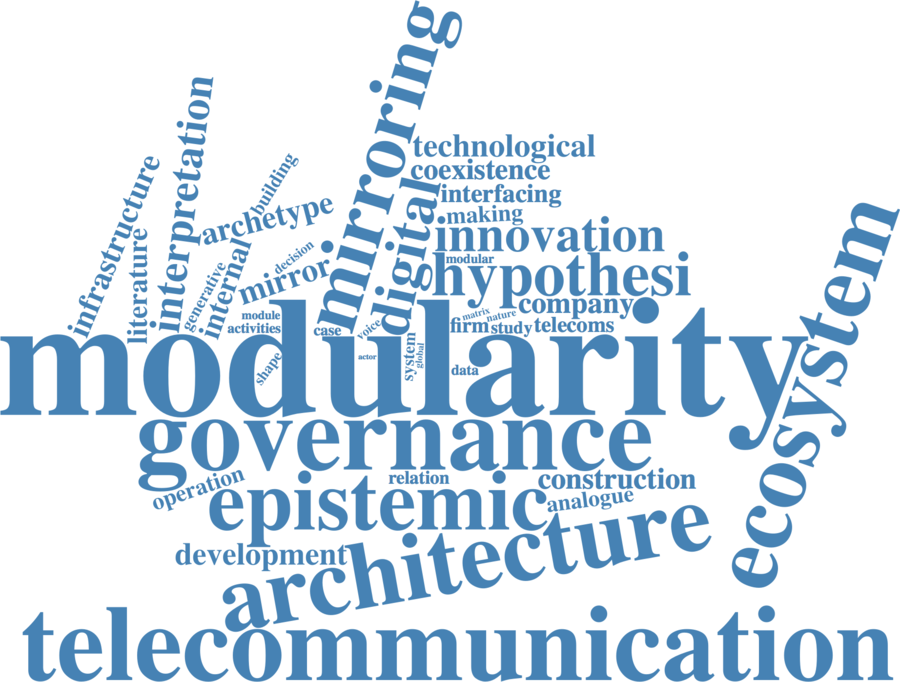 mirroring
technological
coexistence
interpretation
building
infrastructure
interfacing
digital
making
archetype
literature
innovation
internal
decision
generative
mirror
modular
hypothesi
ecosystem
company
matrix
nature
module
activities
case
voice
firm
study
telecoms
modularity
actor
system
global
shape
data
governance
operation
relation
construction
epistemic
analogue
development
architecture
telecommunication